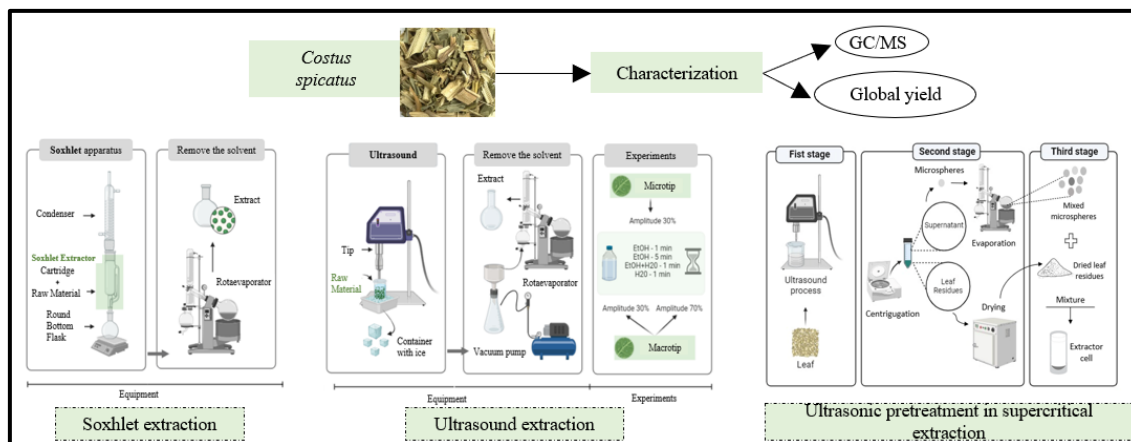 Costus
spicatus
Characterization
GC/MS
Global yield
Soxhlet apparatus
Remove the solvent
Condenser
Extract
Soxhlet Extractor
Cartridge
+
Raw Material
Round
Bottom
Flask
Rotaevaporator
Equipment
Soxhlet extraction
Ultrasound
Remove the solvent
Experiments
Tip
Raw
Material
Container
with ice
Extract
Rotaevaporator
Vacuum pump
Microtip
Amplitude 30%
EtOH - 1 min
EtOH - 5 min
EtOH+H20 - 1 min
H20 - 1 min
Amplitude 30%
Amplitude 70%
Macrotip
Equipment
Experiments
Ultrasound extraction
Fist stage
Second stage
Third stage
Ultrasound
process
Leaf
Microspheres
Supernatant
Evaporation
Leaf
Residues
Centrigugation
Drying
Mixed
microspheres
Dried leaf
residues
Mixture
Extractor
cell
Ultrasonic pretreatment in supercritical
extraction